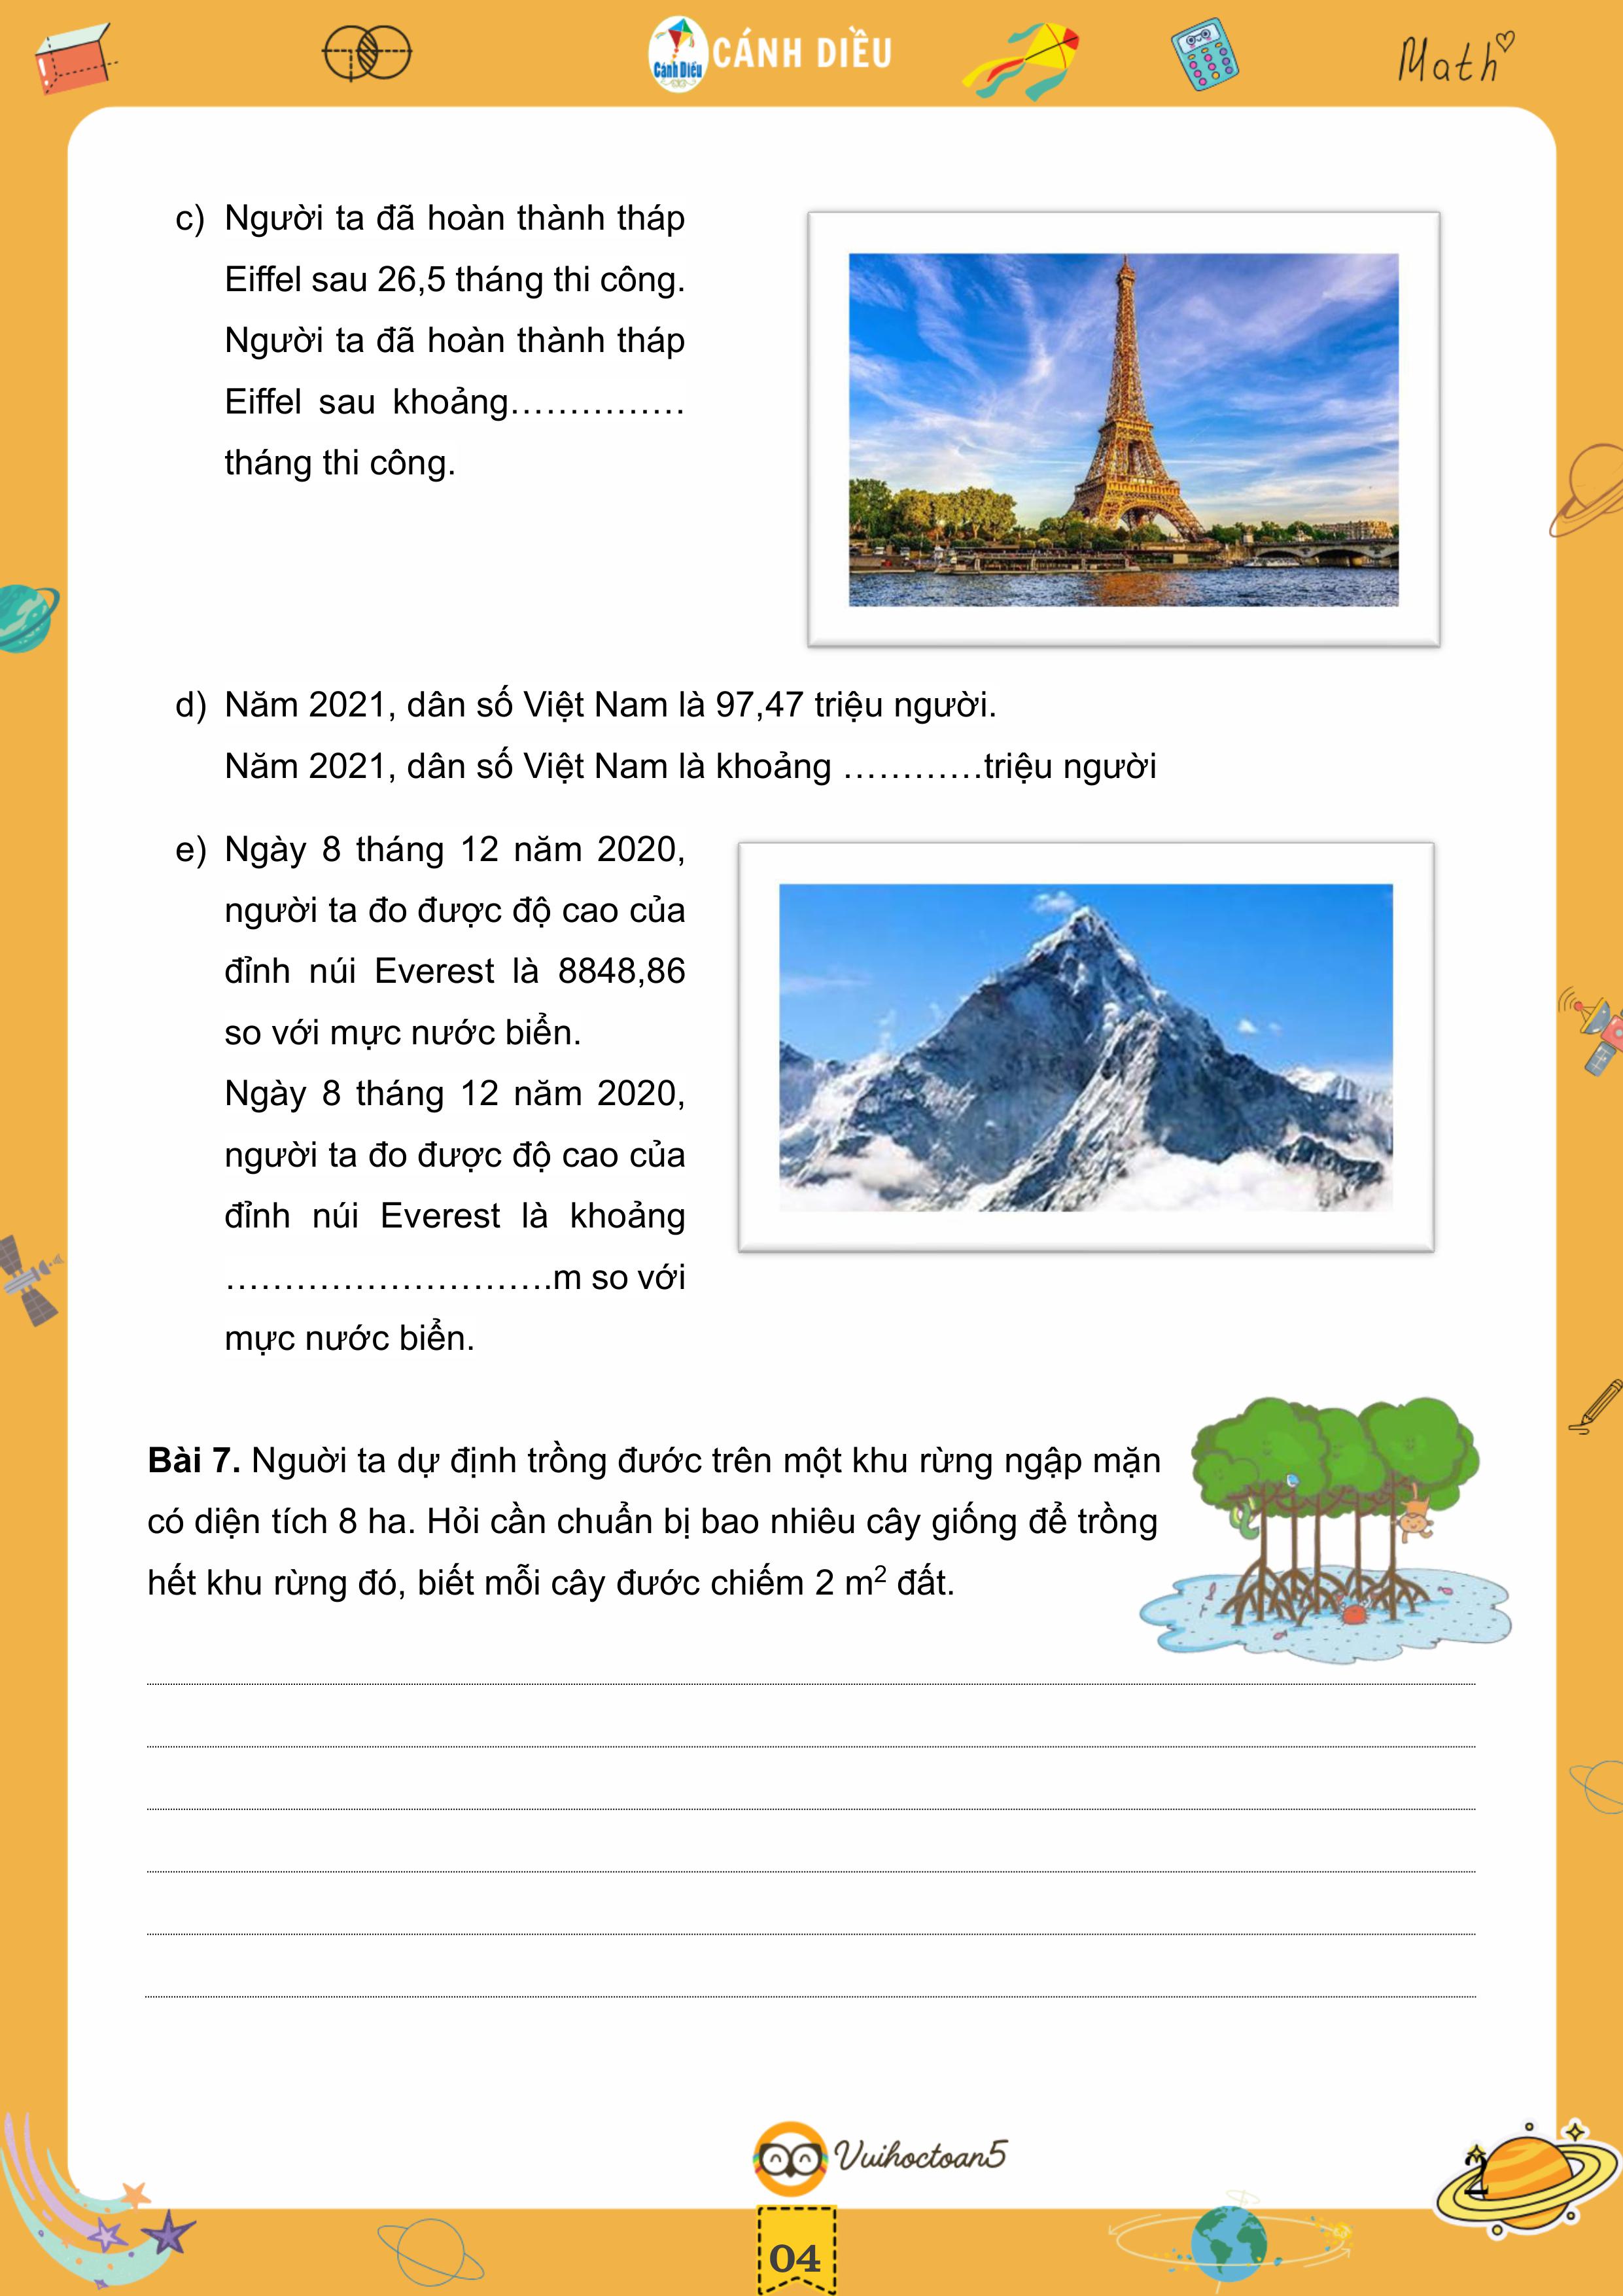 Cánh Diều
CÁNH DIỀU
Math
c) Người ta đã hoàn thành tháp
Eiffel sau 26,5 tháng thi công.
Người ta đã hoàn thành tháp
Eiffel sau khoảng……………
tháng thi công.
d) Năm 2021, dân số Việt Nam là 97,47 triệu người.
Năm 2021, dân số Việt Nam là khoảng …………triệu người
e) Ngày 8 tháng 12 năm 2020,
người ta đo được độ cao của
đỉnh núi Everest là 8848,86
so với mực nước biển.
Ngày 8 tháng 12 năm 2020,
người ta đo được độ cao của
đỉnh núi Everest là khoảng
……………………….m so với
mực nước biển.
Bài 7. Nguời ta dự định trồng đước trên một khu rừng ngập mặn
có diện tích 8 ha. Hỏi cần chuẩn bị bao nhiêu cây giống để trồng
hết khu rừng đó, biết mỗi cây đước chiếm 2 m² đất.
Vuihoctoan5
2
04